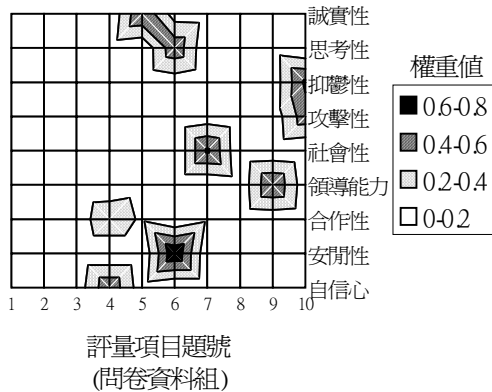 誠實性
思考性
抑鬱性
攻擊性
社會性
領導能力
合作性
安閒性
自信心
1 2 3 4 5 6 7 8 9 10
評量項目題號
(問卷資料組)
權重值
0.6-0.8
0.4-0.6
0.2-0.4
0-0.2